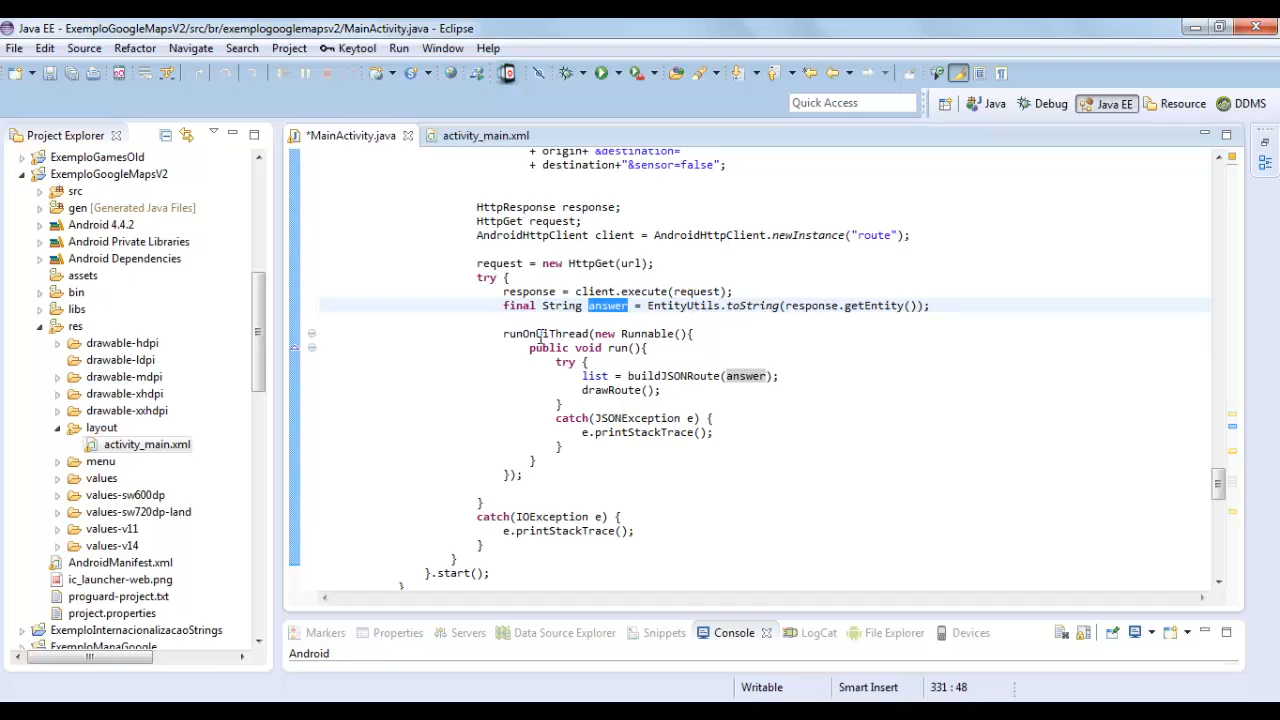 Java EE - ExemploGoogleMapsV2/src/br/exemplogooglemapsv2/MainActivity.java - Eclipse
File Edit Source Refactor Navigate Search Project Keytool Run Window Help
Quick Access
Java Debug Java EE Resource DDMS
Project Explorer
ExemploGamesOld
ExemploGoogleMapsV2
src
gen [Generated Java Files]
Android 4.4.2
Android Private Libraries
Android Dependencies
assets
bin
libs
res
drawable-hdpi
drawable-ldpi
drawable-mdpi
drawable-xhdpi
drawable-xxhdpi
layout
activity_main.xml
menu
values
values-sw600dp
values-sw720dp-land
values-v11
values-v14
AndroidManifest.xml
ic_launcher-web.png
proguard-project.txt
project.properties
ExemploInternacionalizacaoStrings
ExemploMapaGoogle
*MainActivity.java activity_main.xml
+ origin+ "&destination="
+ destination+"&sensor=false";
HttpResponse response;
HttpGet request;
AndroidHttpClient client = AndroidHttpClient.newInstance("route");
request = new HttpGet(url);
try {
response = client.execute(request);
final String answer = EntityUtils.toString(response.getEntity());
runOnUiThread(new Runnable(){
public void run(){
try {
list = buildJSONRoute(answer);
drawRoute();
}
catch(JSONException e) {
e.printStackTrace();
}
}
});
}
catch(IOException e) {
e.printStackTrace();
}
}
}.start();
}
Markers Properties Servers Data Source Explorer Snippets Console LogCat File Explorer Devices
Android
Writable Smart Insert 331 : 48